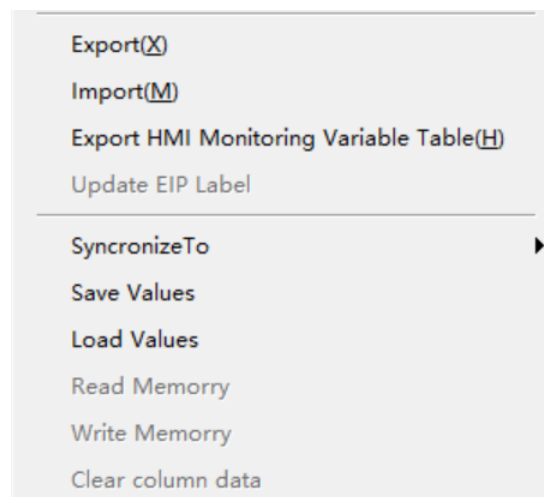 Export(X)
Import(M)
Export HMI Monitoring Variable Table(H)
Update EIP Label
SyncronizeTo
Save Values
Load Values
Read Memorry
Write Memorry
Clear column data